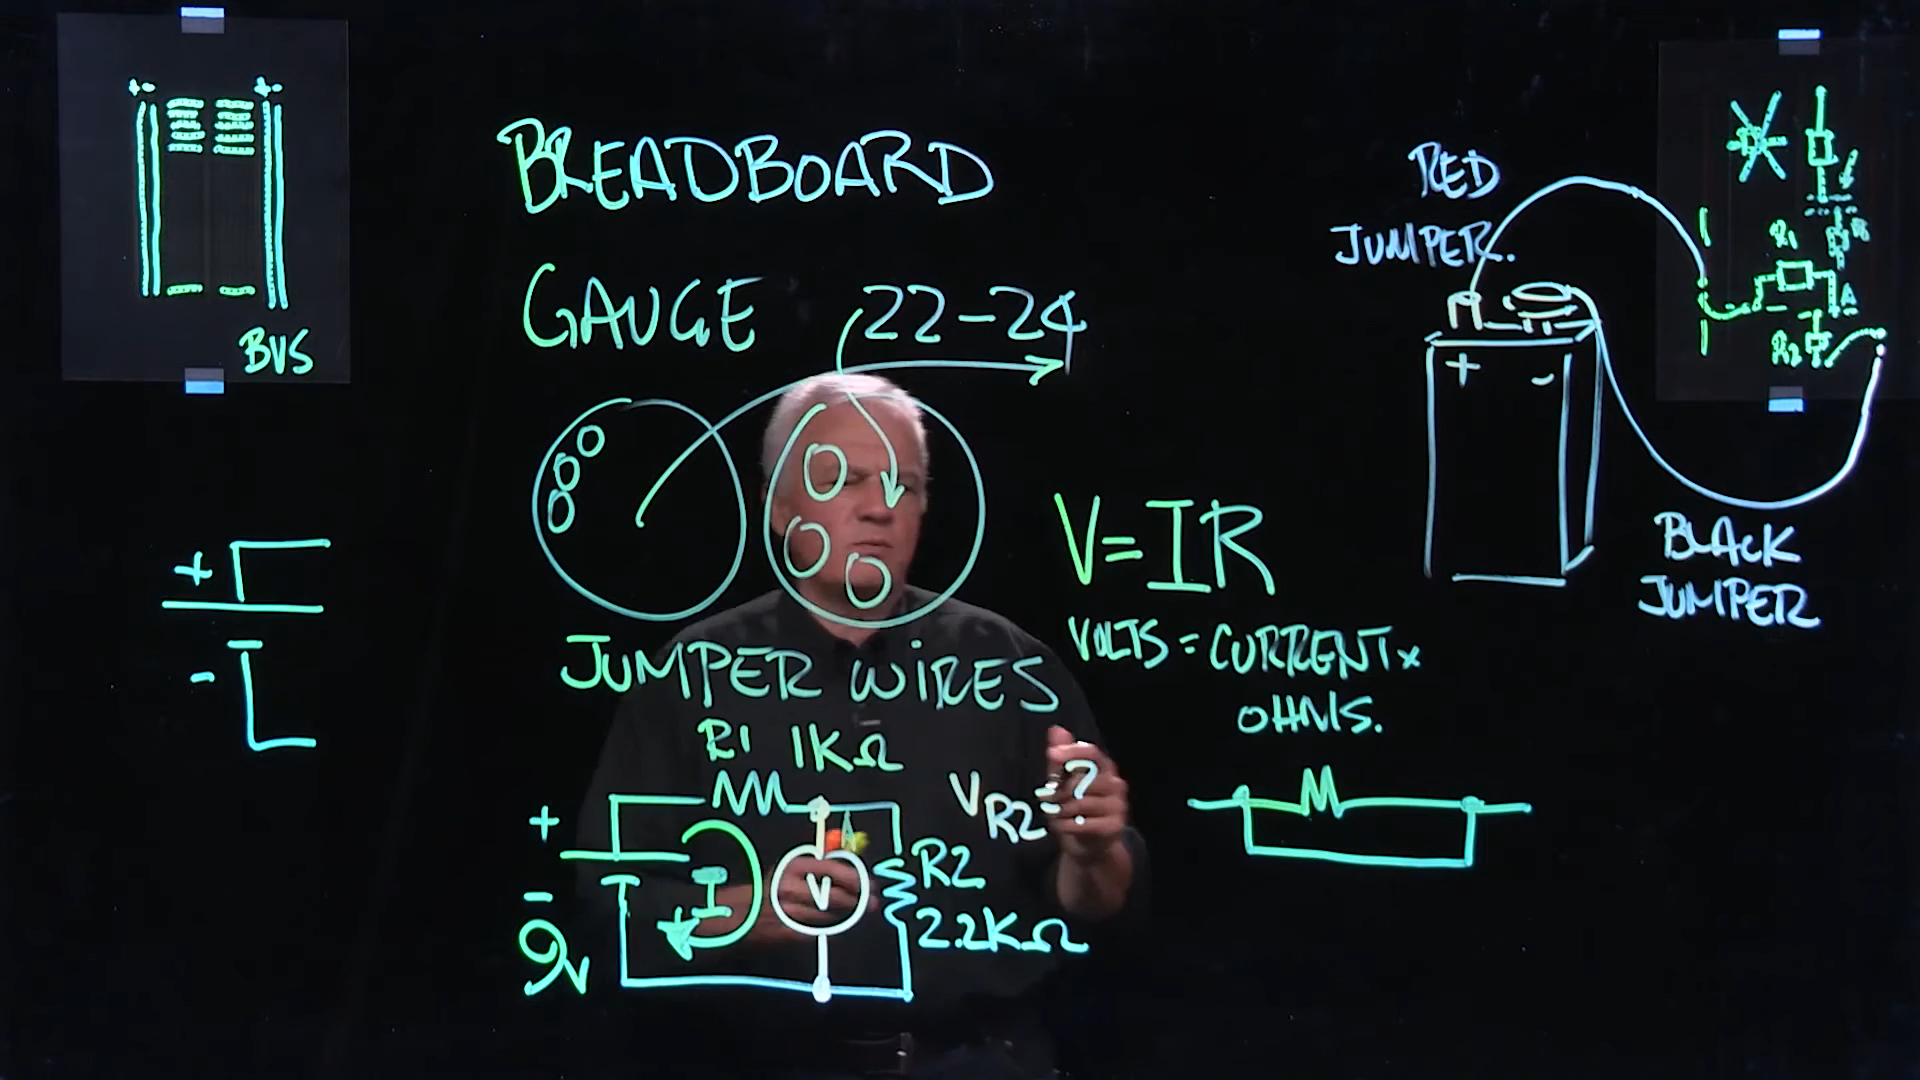 +- +-
BUS
BREADBOARD
GAUGE 22-24
JUMPER WIRES
+
-
R1 1KΩ
+
-
9V
I
V
R2
2.2KΩ
VR2=?
V=IR
VOLTS = CURRENT x
OHMS.
RED
JUMPER.
+ -
BLACK
JUMPER
R1
R2